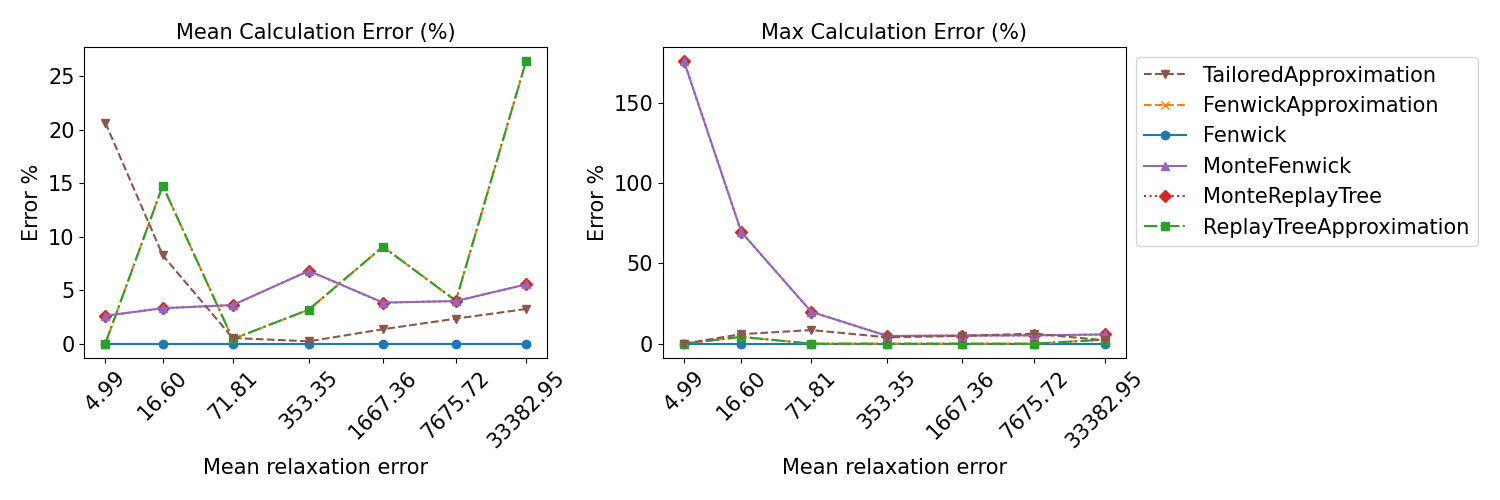 Mean Calculation Error (%)
Error %
25
20
15
10
5
0
4.99
16.60
71.81
353.35
1667.36
7675.72
33382.95
Mean relaxation error
Max Calculation Error (%)
Error %
150
100
50
0
4.99
16.60
71.81
353.35
1667.36
7675.72
33382.95
Mean relaxation error
TailoredApproximation
FenwickApproximation
Fenwick
MonteFenwick
MonteReplayTree
ReplayTreeApproximation